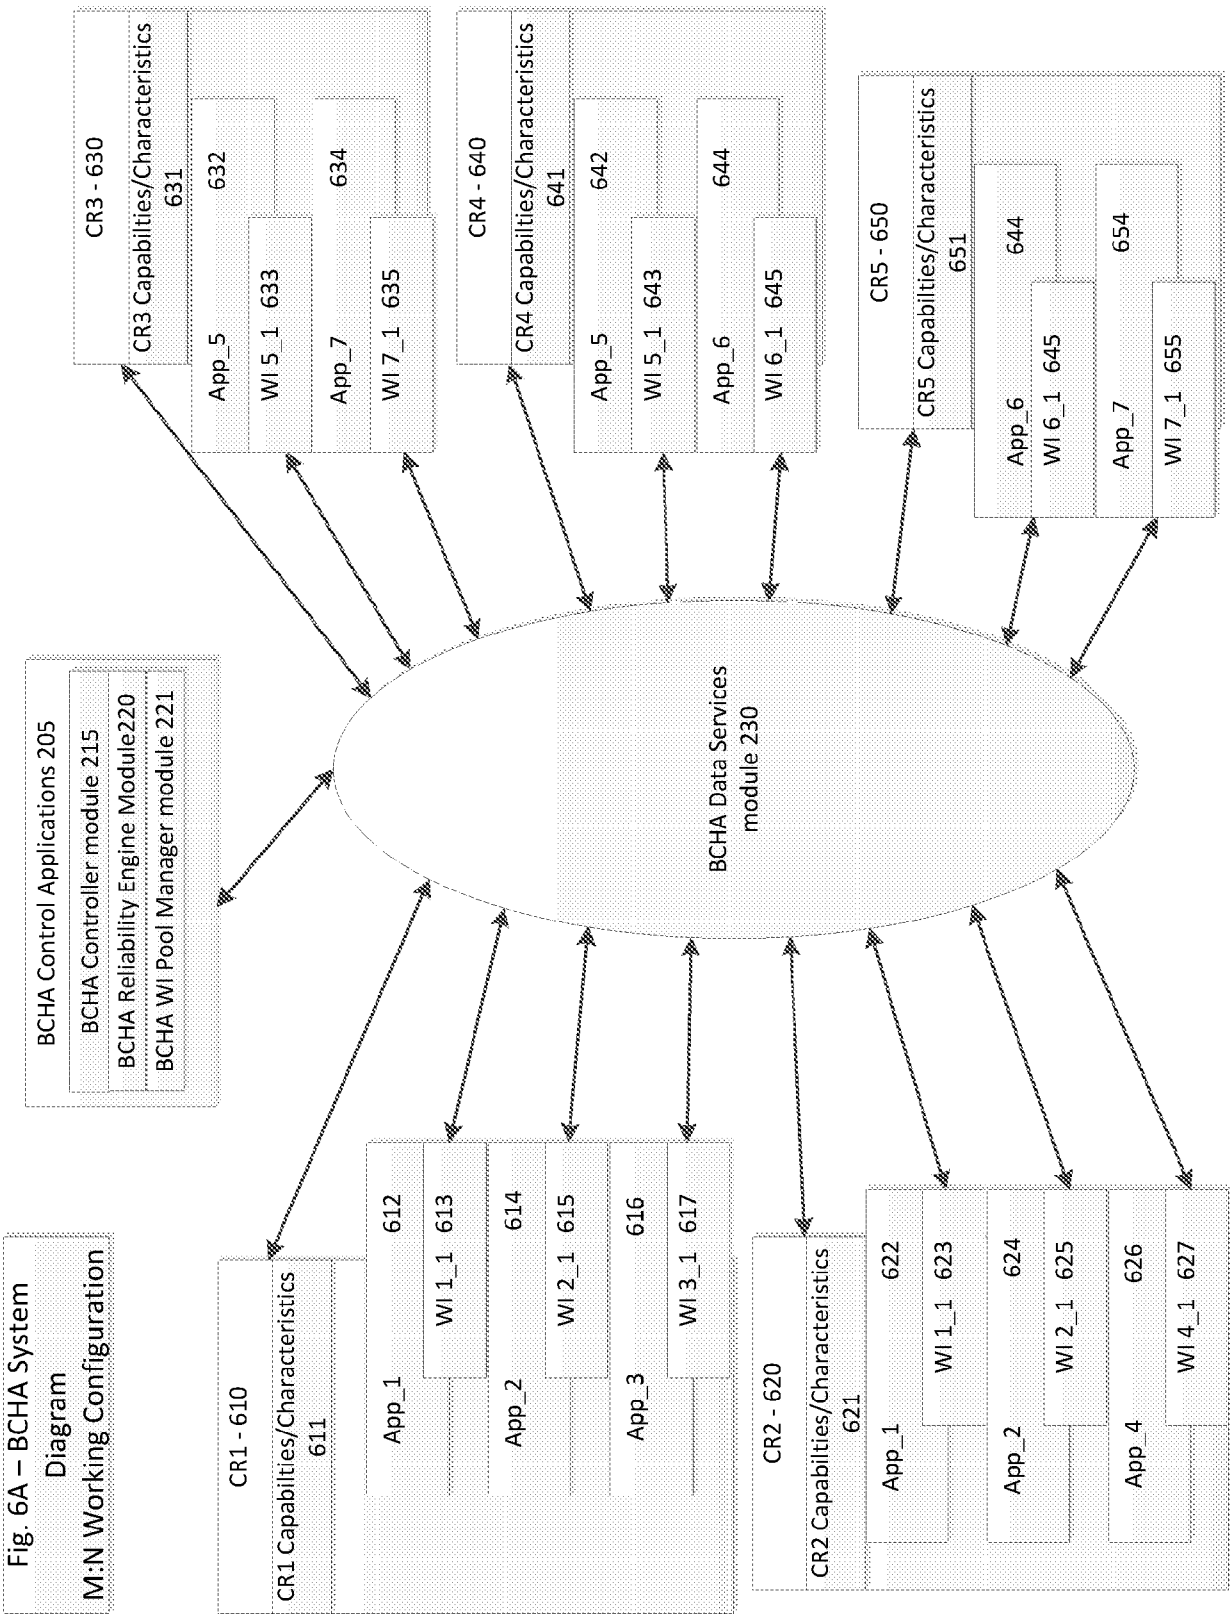 Fig. 6A – BCHA System
Diagram
M:N Working Configuration
BCHA Control Applications 205
BCHA Controller module 215
BCHA Reliability Engine Module220
BCHA WI Pool Manager module 221
CR1 - 610
CR1 Capabilties/Characteristics
611
App_1 612
WI 1_1 613
App_2 614
WI 2_1 615
App_3 616
WI 3_1 617
CR2 - 620
CR2 Capabilties/Characteristics
621
App_1 622
WI 1_1 623
App_2 624
WI 2_1 625
App_4 626
WI 4_1 627
BCHA Data Services
module 230
CR3 - 630
CR3 Capabilties/Characteristics
631
App_5 632
WI 5_1 633
App_7 634
WI 7_1 635
CR4 - 640
CR4 Capabilties/Characteristics
641
App_5 642
WI 5_1 643
App_6 644
WI 6_1 645
CR5 - 650
CR5 Capabilties/Characteristics
651
App_6 644
WI 6_1 645
App_7 654
WI 7_1 655